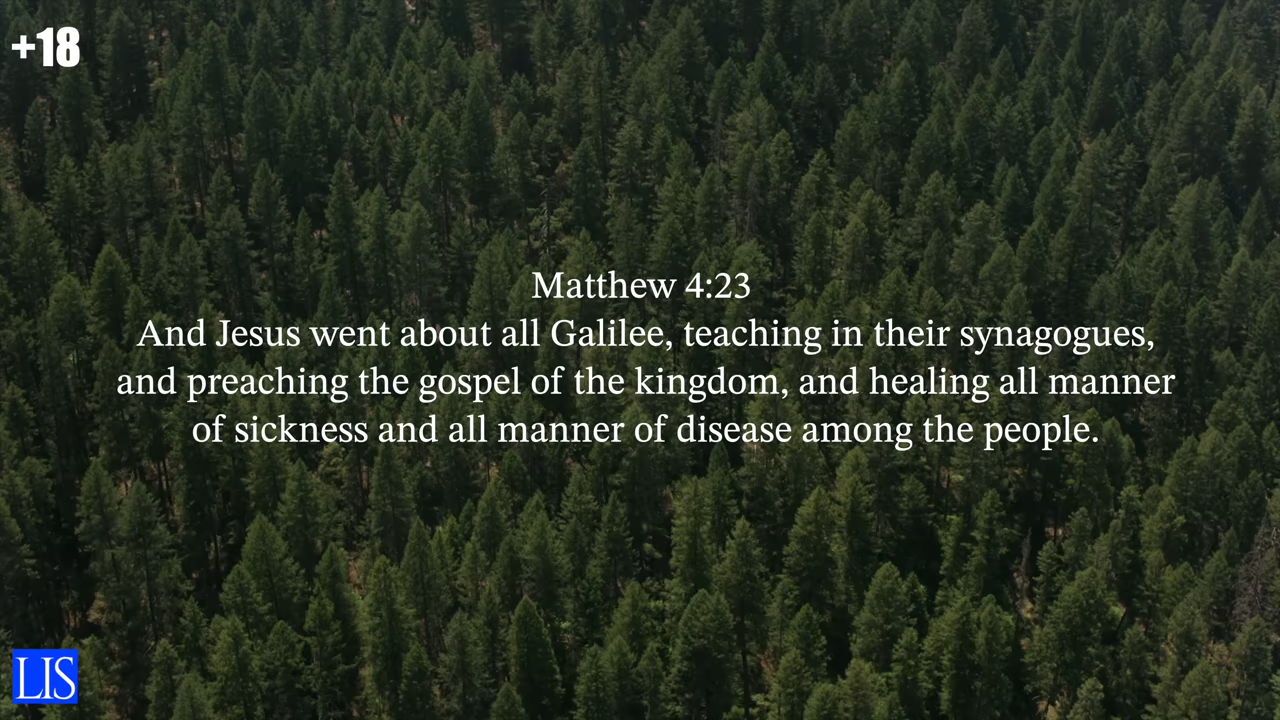 +18
Matthew 4:23
And Jesus went about all Galilee, teaching in their synagogues,
and preaching the gospel of the kingdom, and healing all manner
of sickness and all manner of disease among the people.
LIS